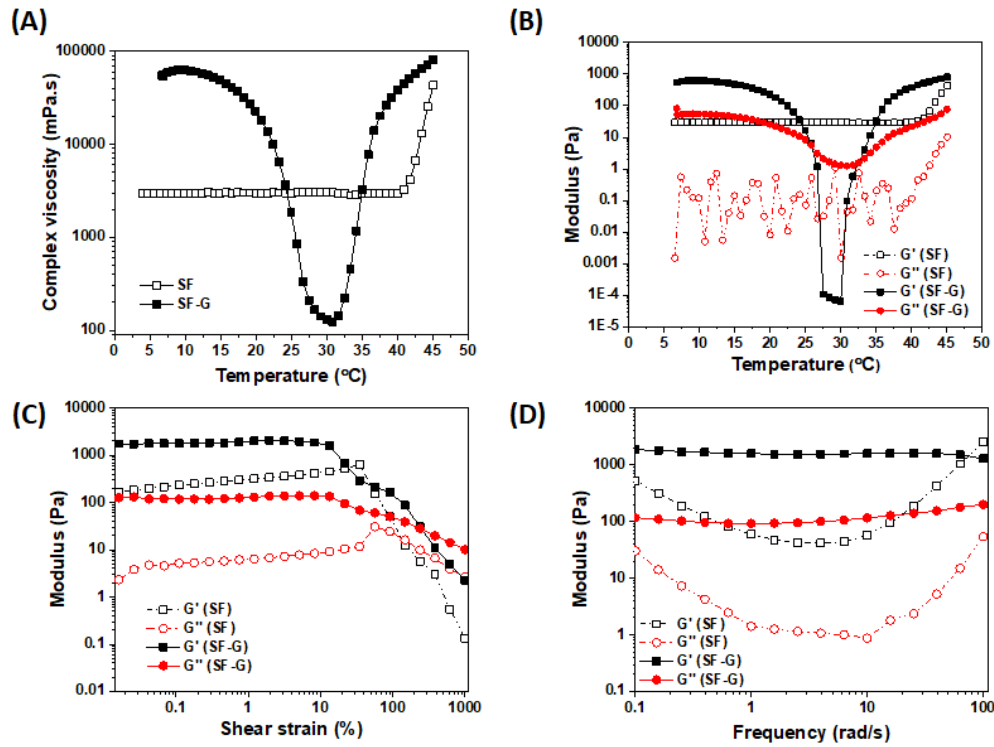 (A)
Complex viscosity (mPa.s)
100000
10000
1000
100
SF
SF-G
0 5 10 15 20 25 30 35 40 45 50
Temperature (°C)
(B)
Modulus (Pa)
10000
1000
100
10
1
0.1
0.01
0.001
1E-4
1E-5
G' (SF)
G'' (SF)
G' (SF-G)
G'' (SF-G)
0 5 10 15 20 25 30 35 40 45 50
Temperature (°C)
(C)
Modulus (Pa)
10000
1000
100
10
1
0.1
0.01
G' (SF)
G'' (SF)
G' (SF-G)
G'' (SF-G)
0.1 1 10 100 1000
Shear strain (%)
(D)
Modulus (Pa)
10000
1000
100
10
1
0.1
G' (SF)
G'' (SF)
G' (SF-G)
G'' (SF-G)
0.1 1 10 100
Frequency (rad/s)